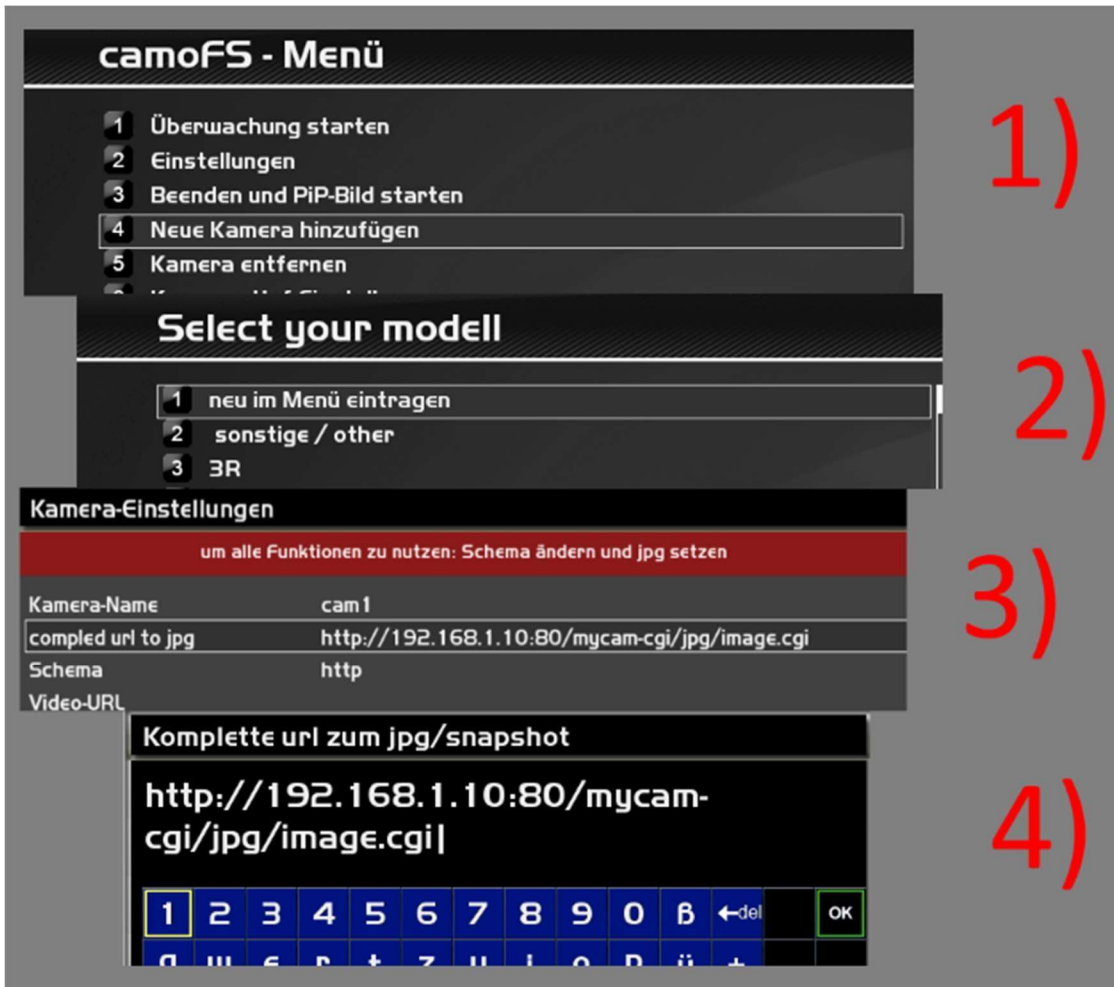 camoFS - Menü
1)
1 Überwachung starten
2 Einstellungen
3 Beenden und PiP-Bild starten
4 Neue Kamera hinzufügen
5 Kamera entfernen
Select your modell
2)
1 neu im Menü eintragen
2 sonstige / other
3 3R
Kamera-Einstellungen
um alle Funktionen zu nutzen: Schema ändern und jpg setzen
3)
Kamera-Name cam1
compled url to jpg http://192.168.1.10:80/mycam-cgi/jpg/image.cgi
Schema http
Video-URL
Komplette url zum jpg/snapshot
http://192.168.1.10:80/mycam-
cgi/jpg/image.cgi|
4)
1 2 3 4 5 6 7 8 9 0 ß ←del OK
q w e r t z u i o p ü +